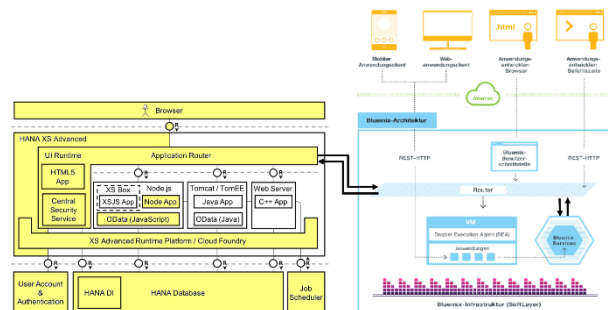 Browser
R
HANA XS Advanced
R
UI Runtime
Application Router
HTML5
App
R
R
R
R
Central
Security
Service
XS Box
XSJS App
Node.js
Node App
OData (JavaScript)
Tomcat / TomEE
Java App
OData (Java)
Web Server
C++ App
XS Advanced Runtime Platform / Cloud Foundry
R
R
R
R
R
R
User Account
&
Authentication
HANA DI
HANA Database
Job
Scheduler
Mobiler
Anwendungsclient
Web-
anwendungsclient
.html
Anwendungs-
entwickler:
Browser
Anwendungs-
entwickler:
Befehlszeile
Internet
Bluemix-Architektur
REST-HTTP
Bluemix-
Benutzer-
schnittstelle
REST-HTTP
Router
VM
Droplet Execution Agent (DEA)
Anwendungen
Bluemix-
Services
Bluemix-Infrastruktur (SoftLayer)